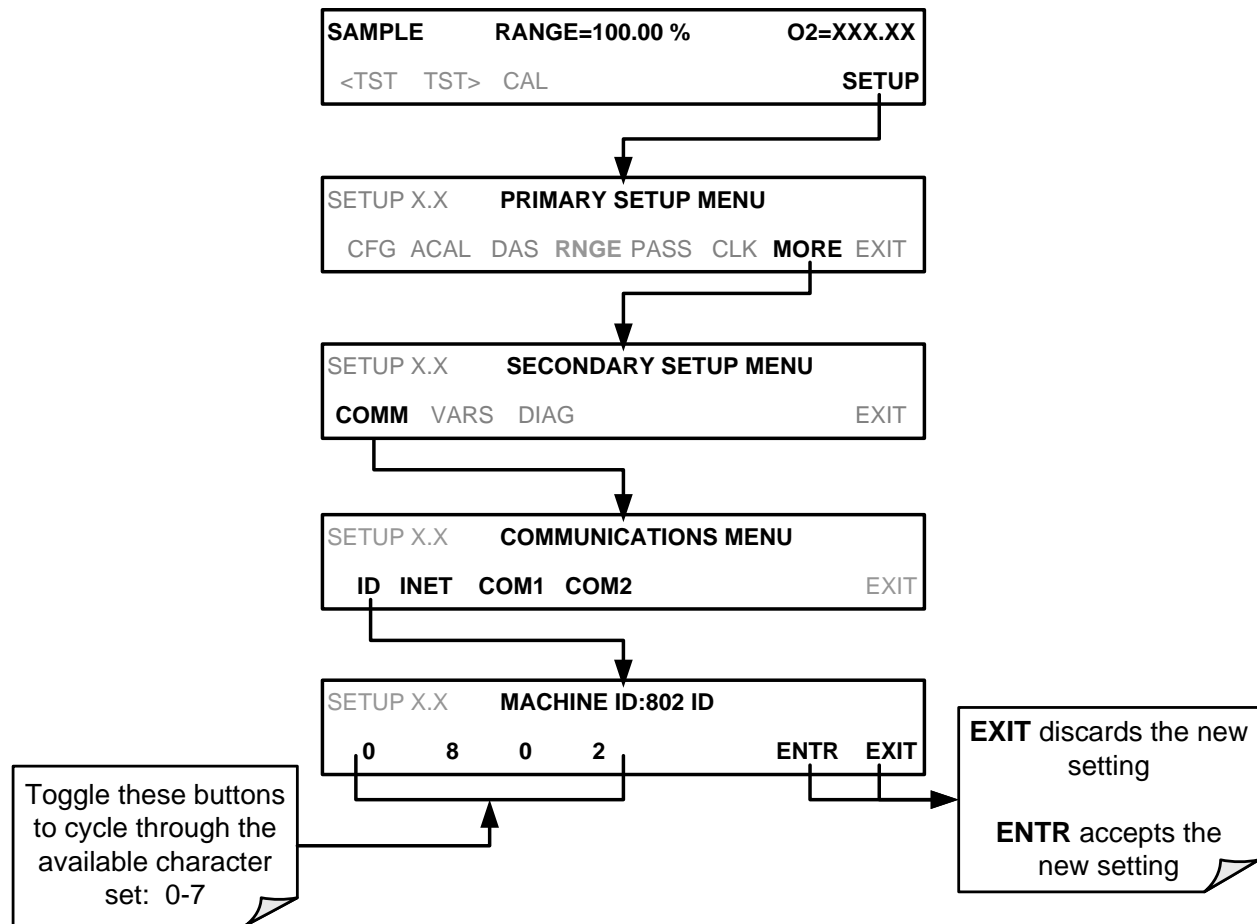 SAMPLE RANGE=100.00 % O2=XXX.XX
<TST TST> CAL SETUP
SETUP X.X PRIMARY SETUP MENU
CFG ACAL DAS RNGE PASS CLK MORE EXIT
SETUP X.X SECONDARY SETUP MENU
COMM VARS DIAG EXIT
SETUP X.X COMMUNICATIONS MENU
ID INET COM1 COM2 EXIT
SETUP X.X MACHINE ID:802 ID
0 8 0 2 ENTR EXIT
Toggle these buttons
to cycle through the
available character
set: 0-7
EXIT discards the new
setting
ENTR accepts the
new setting